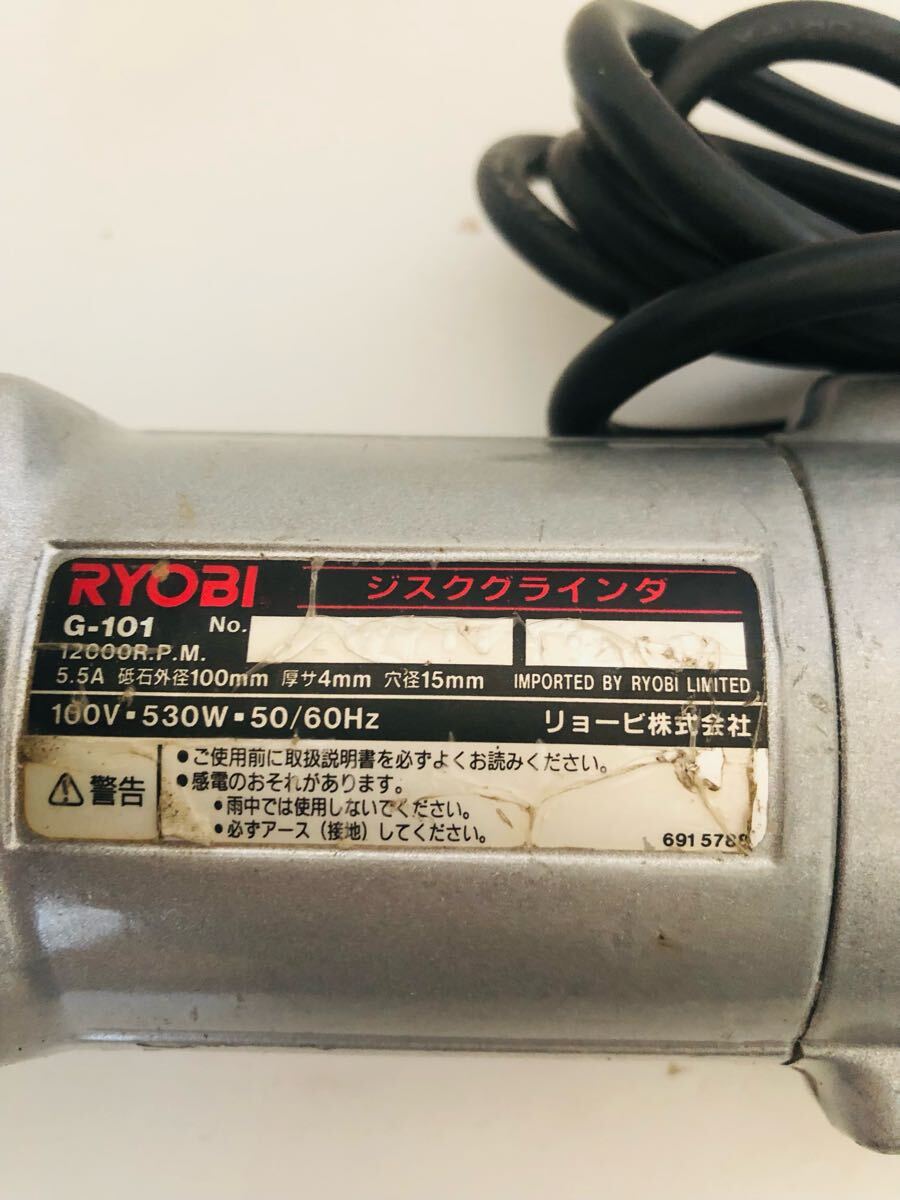 RYOBI ジスクグラインダ
G-101 No.
12000R.P.M.
5.5A 砥石外径100mm 厚サ4mm 穴径15mm IMPORTED BY RYOBI LIMITED
100V・530W・50/60Hz リョービ株式会社
⚠警告
●ご使用前に取扱説明書を必ずよくお読みください。
●感電のおそれがあります。
●雨中では使用しないでください。
●必ずアース（接地）してください。
6915788